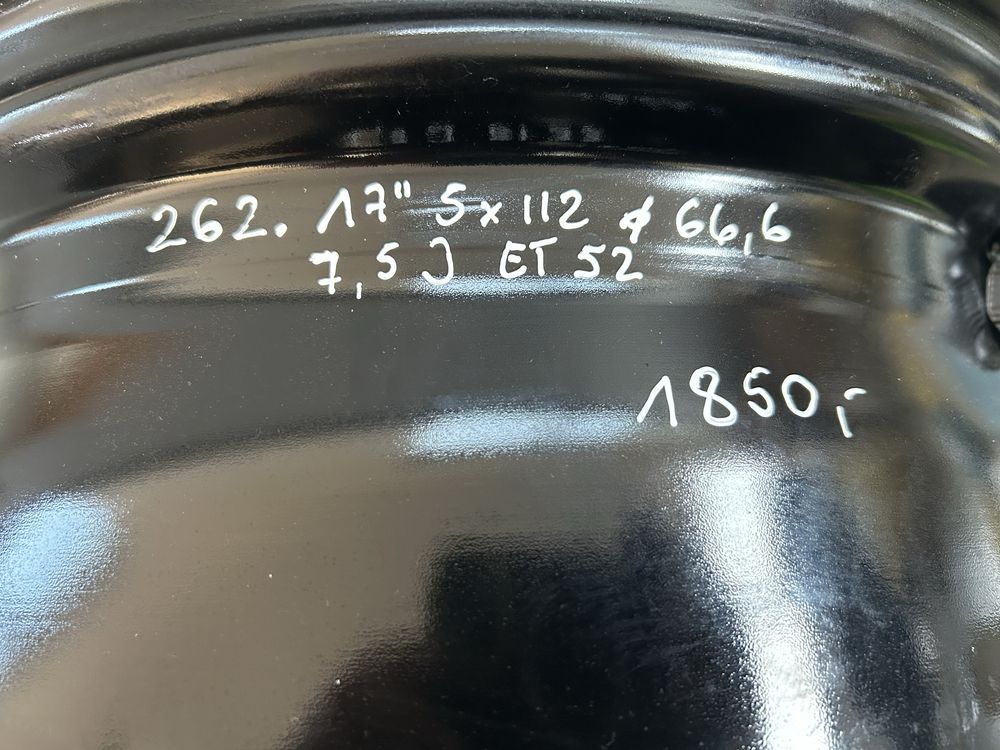 262. 17" 5x112 ø 66,6
7,5 J ET 52
1850,-